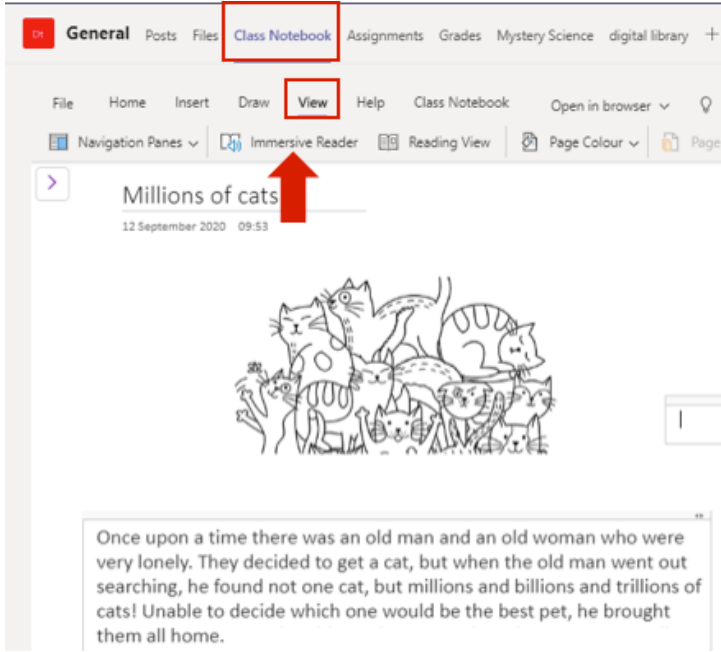 Dt General Posts Files Class Notebook Assignments Grades Mystery Science digital library +
File Home Insert Draw View Help Class Notebook Open in browser
Navigation Panes Immersive Reader Reading View Page Colour Page
Millions of cats
12 September 2020 09:53
Once upon a time there was an old man and an old woman who were
very lonely. They decided to get a cat, but when the old man went out
searching, he found not one cat, but millions and billions and trillions of
cats! Unable to decide which one would be the best pet, he brought
them all home.